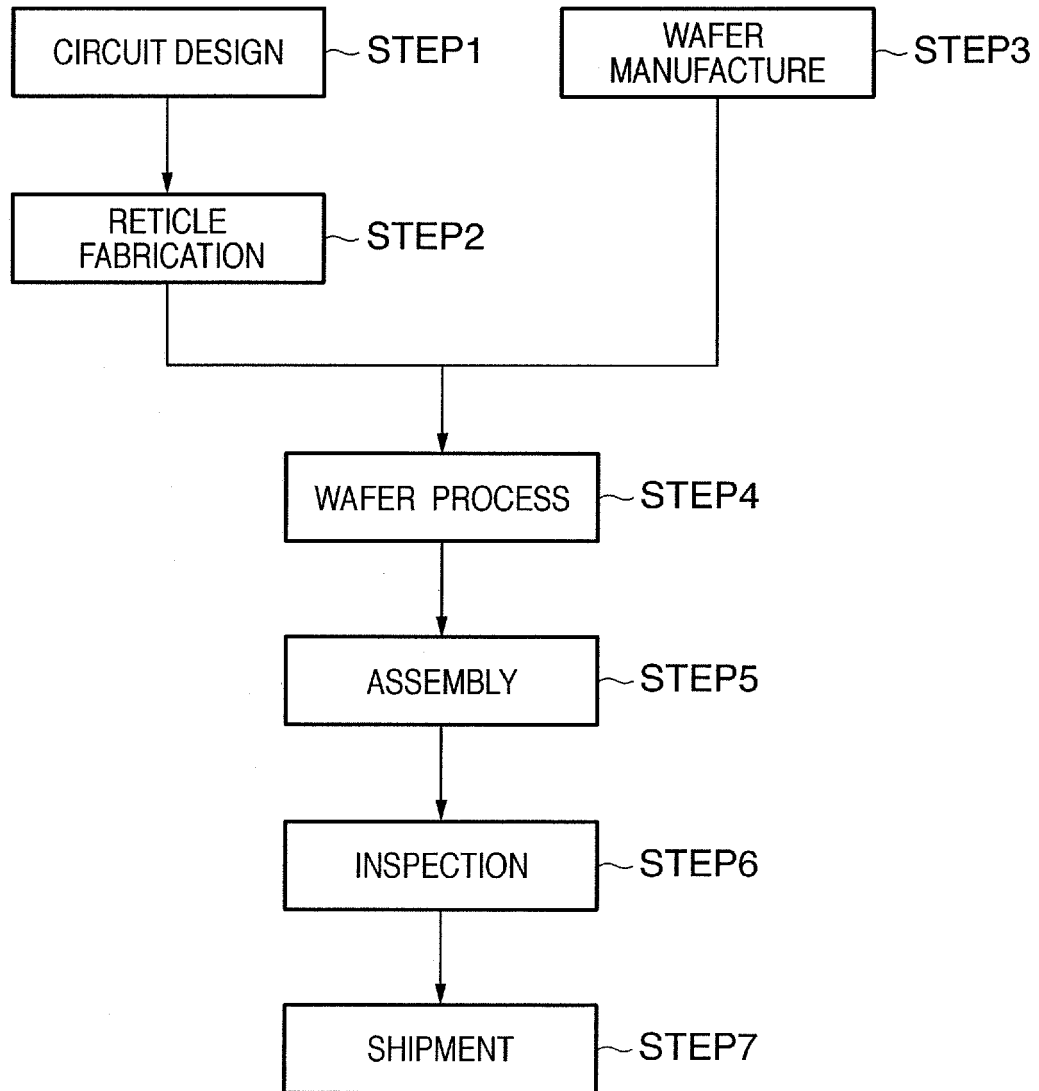 CIRCUIT DESIGN
STEP1
WAFER
MANUFACTURE
STEP3
RETICLE
FABRICATION
STEP2
WAFER PROCESS
STEP4
ASSEMBLY
STEP5
INSPECTION
STEP6
SHIPMENT
STEP7